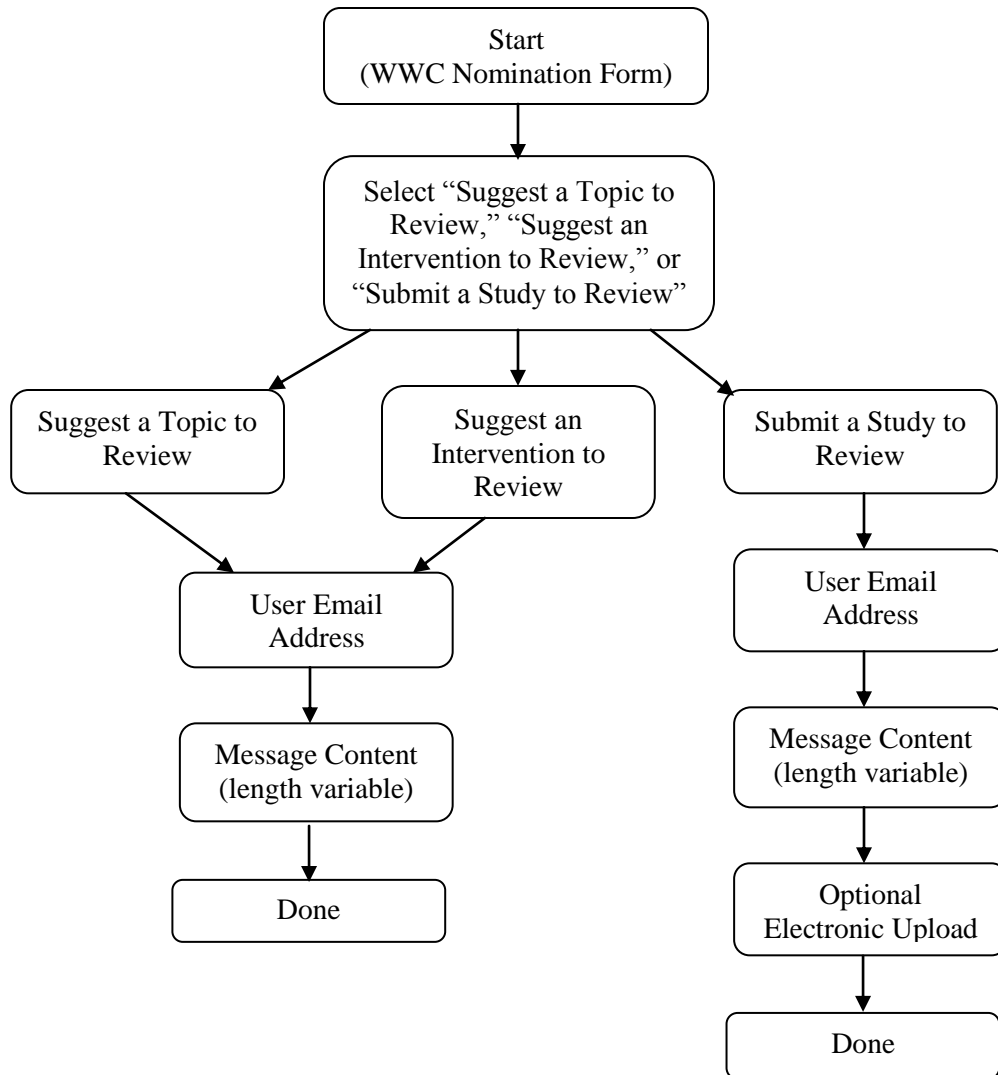 Start
(WWC Nomination Form)
Select “Suggest a Topic to
Review,” “Suggest an
Intervention to Review,” or
“Submit a Study to Review”
Suggest a Topic to
Review
Suggest an
Intervention to
Review
Submit a Study to
Review
User Email
Address
Message Content
(length variable)
Done
User Email
Address
Message Content
(length variable)
Optional
Electronic Upload
Done